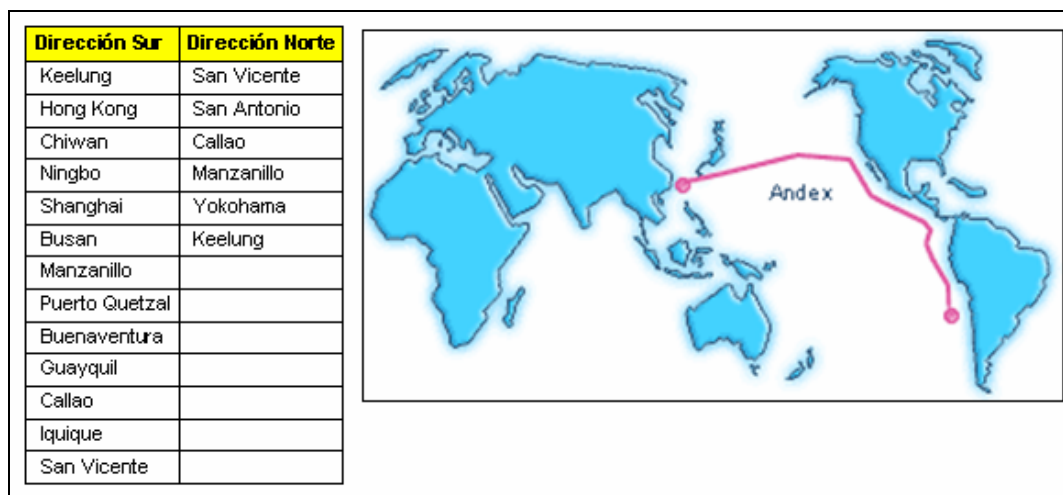 Dirección Sur Dirección Norte
Keelung San Vicente
Hong Kong San Antonio
Chiwan Callao
Ningbo Manzanillo
Shanghai Yokohama
Busan Keelung
Manzanillo
Puerto Quetzal
Buenaventura
Guayquil
Callao
Iquique
San Vicente
Andex